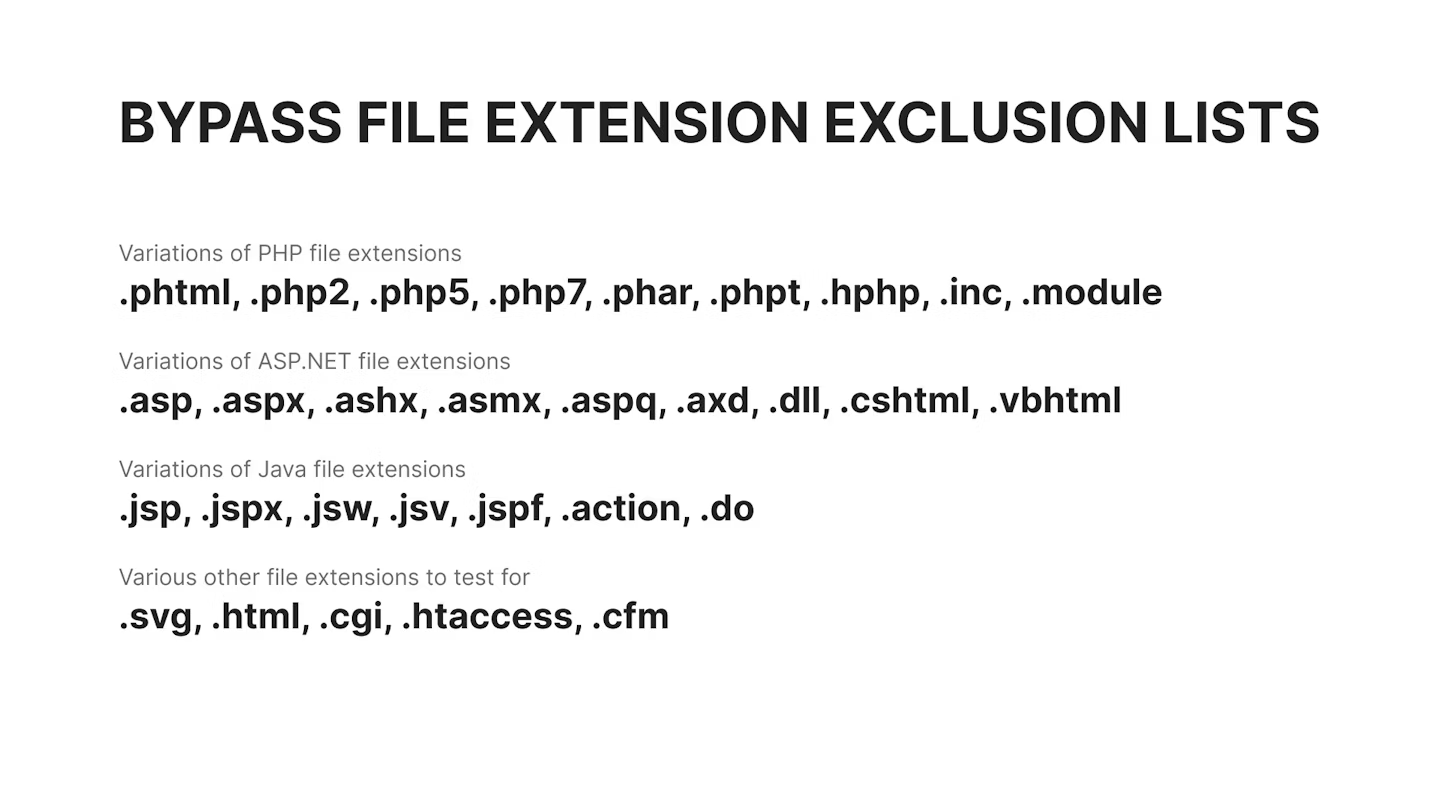 BYPASS FILE EXTENSION EXCLUSION LISTS
Variations of PHP file extensions
.phtml, .php2, .php5, .php7, .phar, .phpt, .hphp, .inc, .module
Variations of ASP.NET file extensions
.asp, .aspx, .ashx, .asmx, .aspq, .axd, .dll, .cshtml, .vbhtml
Variations of Java file extensions
.jsp, .jspx, .jsw, .jsv, .jspf, .action, .do
Various other file extensions to test for
.svg, .html, .cgi, .htaccess, .cfm